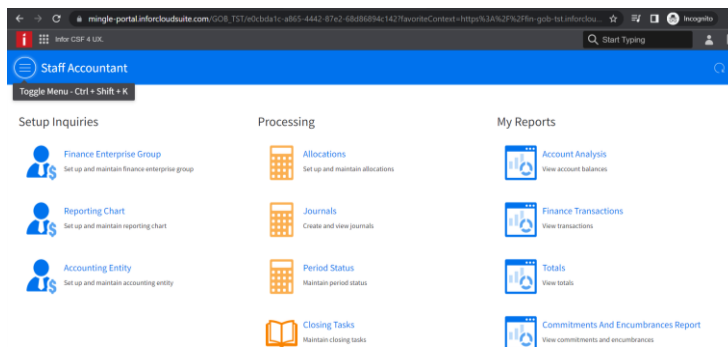 mingle-portal.inforcloudsuite.com/GOB_TST/e0cbda1c-a865-4442-87e2-68d86894c142?favoriteContext=https%3A%2F%2Ffin-gob-tst.inforclou...
Incognito
i
Infor CSF 4 UX.
Start Typing
Staff Accountant
Toggle Menu - Ctrl + Shift + K
Setup Inquiries
Finance Enterprise Group
Set up and maintain finance enterprise group
Reporting Chart
Set up and maintain reporting chart
Accounting Entity
Set up and maintain accounting entity
Processing
Allocations
Set up and maintain allocations
Journals
Create and view journals
Period Status
Maintain period status
Closing Tasks
Maintain closing tasks
My Reports
Account Analysis
View account balances
Finance Transactions
View transactions
Totals
View totals
Commitments And Encumbrances Report
View commitments and encumbrances